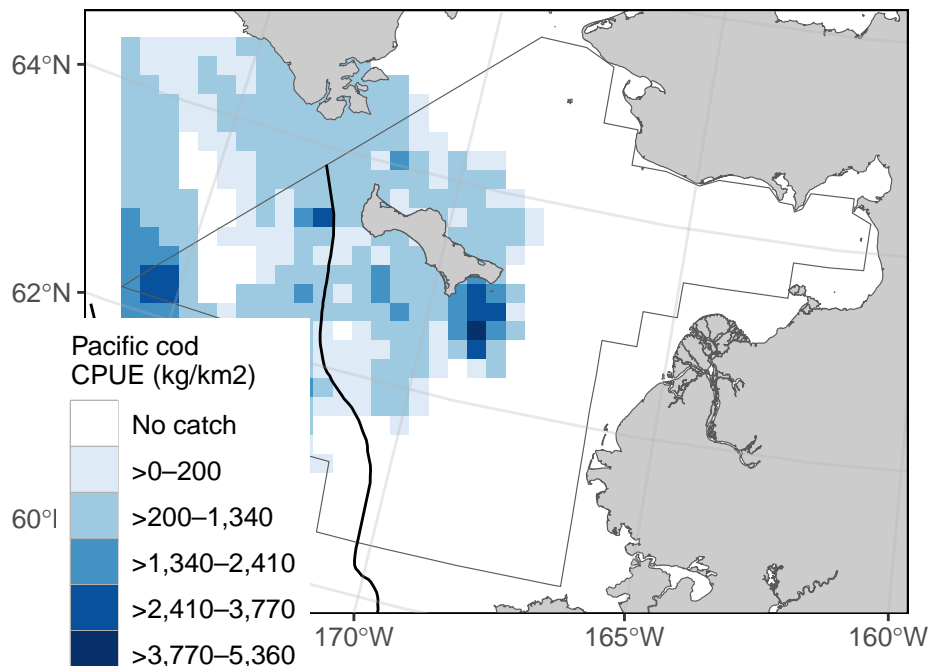 64°N
62°N
60°
Pacific cod
CPUE (kg/km2)
No catch
>0–200
>200–1,340
>1,340–2,410
>2,410–3,770
>3,770–5,360
170°W
165°W
160°W